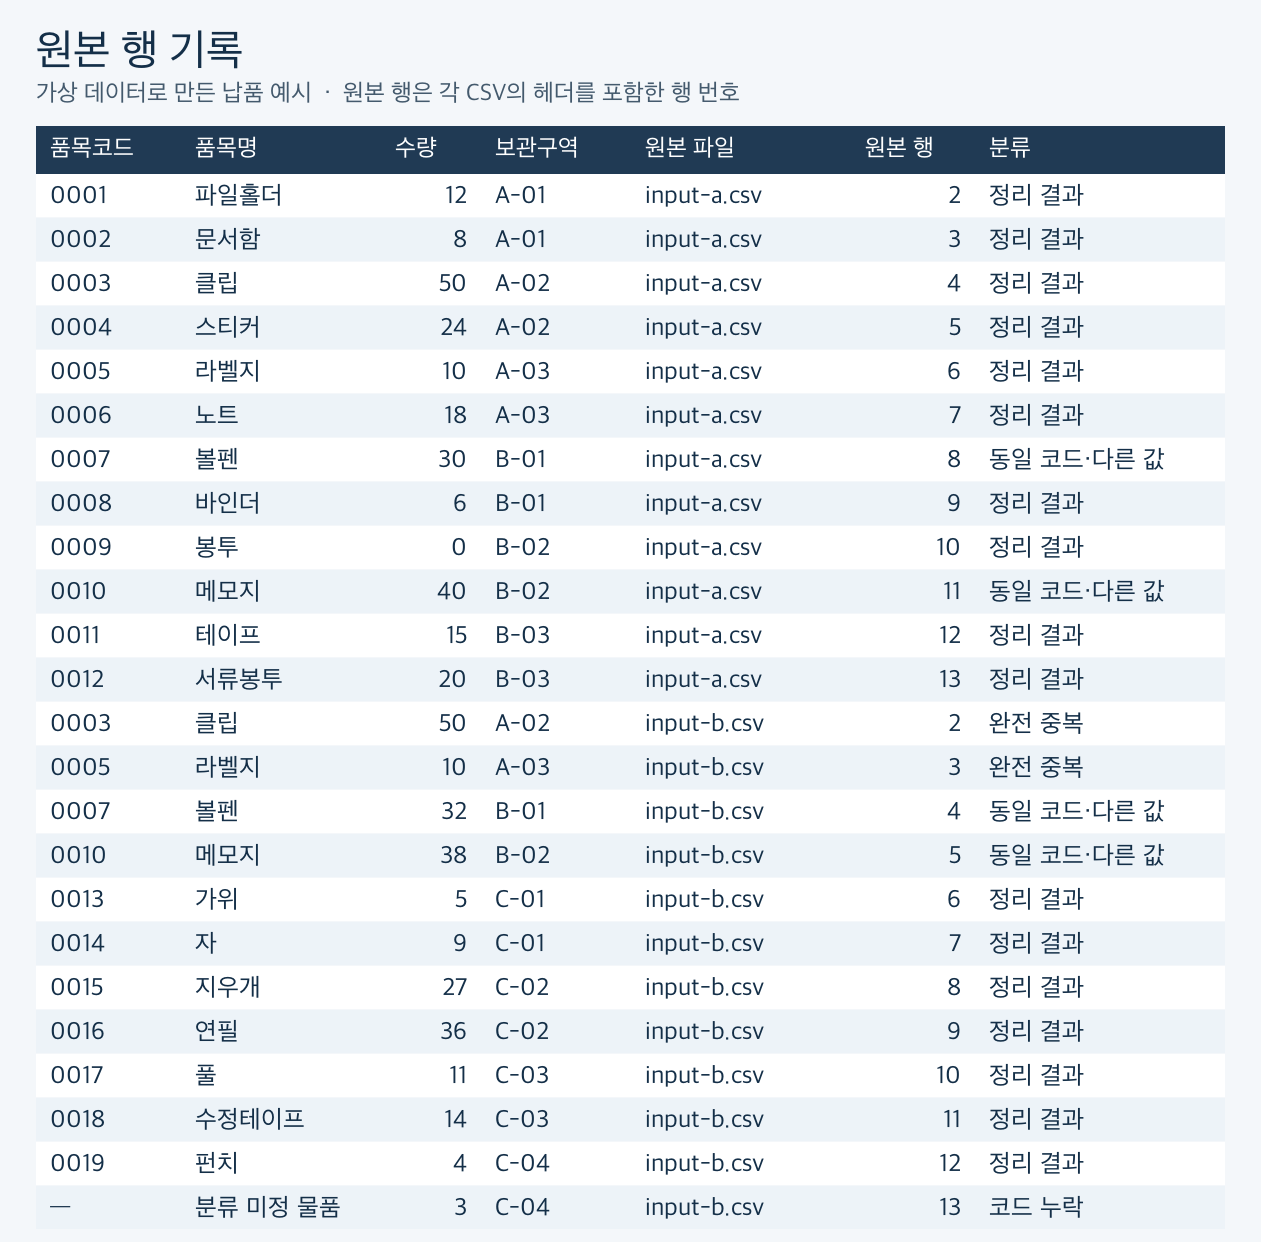 원본 행 기록
가상 데이터로 만든 납품 예시 · 원본 행은 각 CSV의 헤더를 포함한 행 번호
품목코드 품목명 수량 보관구역 원본 파일 원본 행 분류
0001 파일홀더 12 A-01 input-a.csv 2 정리 결과
0002 문서함 8 A-01 input-a.csv 3 정리 결과
0003 클립 50 A-02 input-a.csv 4 정리 결과
0004 스티커 24 A-02 input-a.csv 5 정리 결과
0005 라벨지 10 A-03 input-a.csv 6 정리 결과
0006 노트 18 A-03 input-a.csv 7 정리 결과
0007 볼펜 30 B-01 input-a.csv 8 동일 코드·다른 값
0008 바인더 6 B-01 input-a.csv 9 정리 결과
0009 봉투 0 B-02 input-a.csv 10 정리 결과
0010 메모지 40 B-02 input-a.csv 11 동일 코드·다른 값
0011 테이프 15 B-03 input-a.csv 12 정리 결과
0012 서류봉투 20 B-03 input-a.csv 13 정리 결과
0003 클립 50 A-02 input-b.csv 2 완전 중복
0005 라벨지 10 A-03 input-b.csv 3 완전 중복
0007 볼펜 32 B-01 input-b.csv 4 동일 코드·다른 값
0010 메모지 38 B-02 input-b.csv 5 동일 코드·다른 값
0013 가위 5 C-01 input-b.csv 6 정리 결과
0014 자 9 C-01 input-b.csv 7 정리 결과
0015 지우개 27 C-02 input-b.csv 8 정리 결과
0016 연필 36 C-02 input-b.csv 9 정리 결과
0017 풀 11 C-03 input-b.csv 10 정리 결과
0018 수정테이프 14 C-03 input-b.csv 11 정리 결과
0019 펀치 4 C-04 input-b.csv 12 정리 결과
— 분류 미정 물품 3 C-04 input-b.csv 13 코드 누락